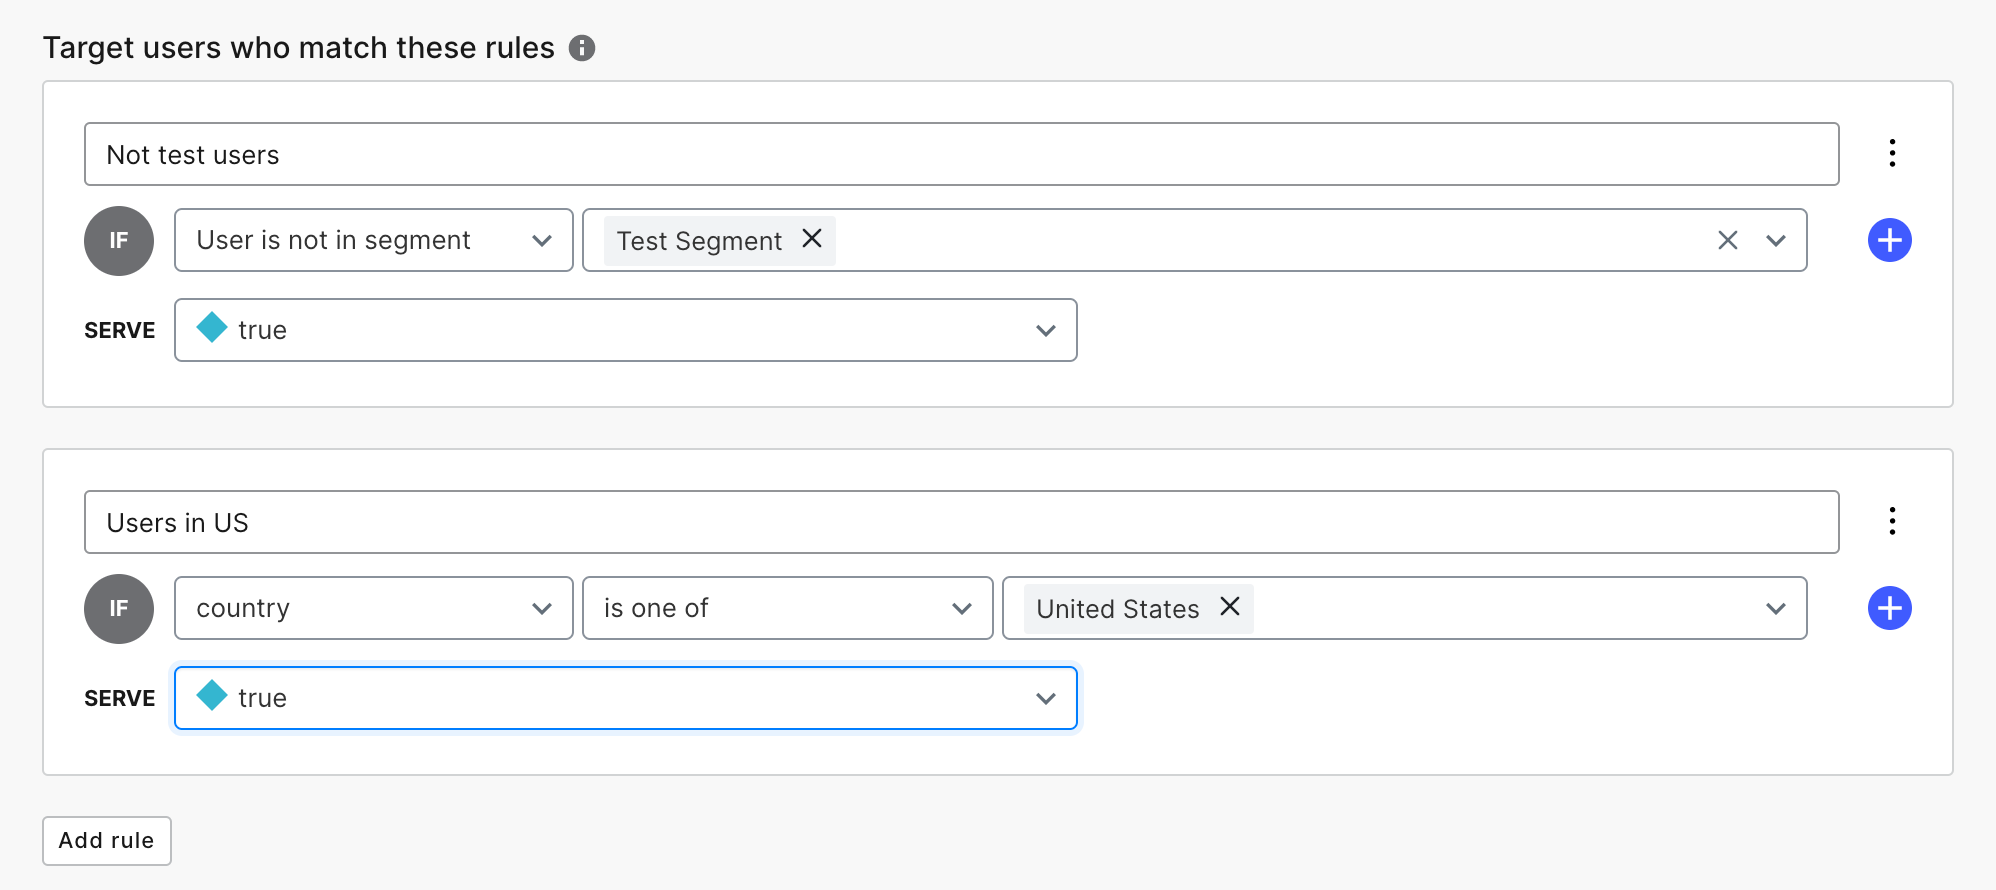 Target users who match these rules
Not test users
IF User is not in segment Test Segment
SERVE true
Users in US
IF country is one of United States
SERVE true
Add rule